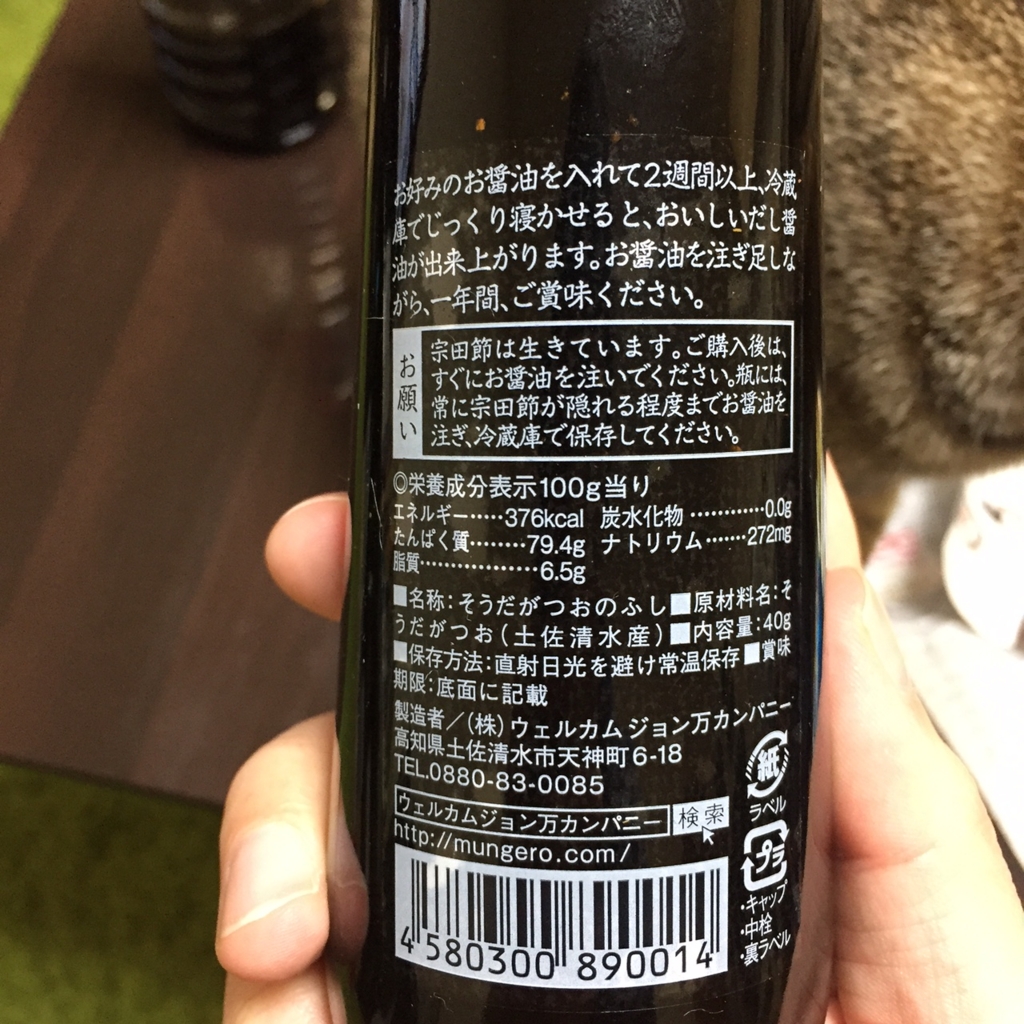 お好みのお醤油を入れて2週間以上、冷蔵
庫でじっくり寝かせると、おいしいだし醤
油が出来上がります。お醤油を注ぎ足しな
がら、一年間、ご賞味ください。
お願い
宗田節は生きています。ご購入後は、
すぐにお醤油を注いでください。瓶には、
常に宗田節が隠れる程度までお醤油を
注ぎ、冷蔵庫で保存してください。
◎栄養成分表示100g当り
エネルギー……376kcal 炭水化物…………0.0g
たんぱく質………79.4g ナトリウム……272mg
脂質………………6.5g
■名称:そうだがつおのふし■原材料名:そ
うだがつお(土佐清水産)■内容量:40g
■保存方法:直射日光を避け常温保存■賞味
期限:底面に記載
製造者/(株)ウェルカムジョン万カンパニー
高知県土佐清水市天神町6-18
TEL.0880-83-0085
ウェルカムジョン万カンパニー 検索
http://mungero.com/
4 580300 890014
紙
ラベル
プラ
・キャップ
・中栓
・裏ラベル